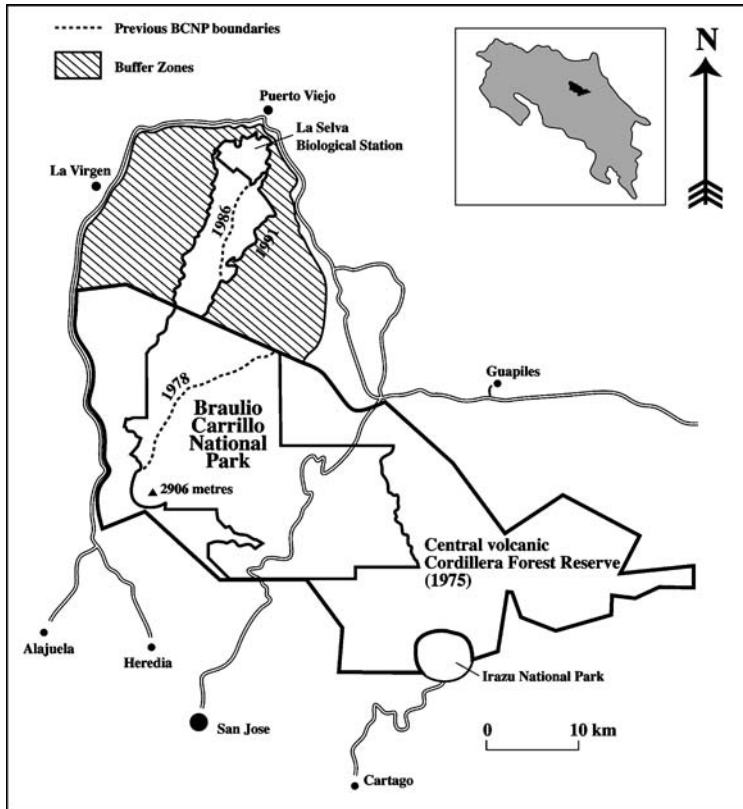 Previous BCNP boundaries
Buffer Zones
N
Puerto Viejo
La Selva
Biological Station
La Virgen
1986
1991
1978
Guapiles
Braulio
Carrillo
National
Park
2906 metres
Central volcanic
Cordillera Forest Reserve
(1975)
Alajuela
Heredia
Irazu National Park
San Jose
0 10 km
Cartago